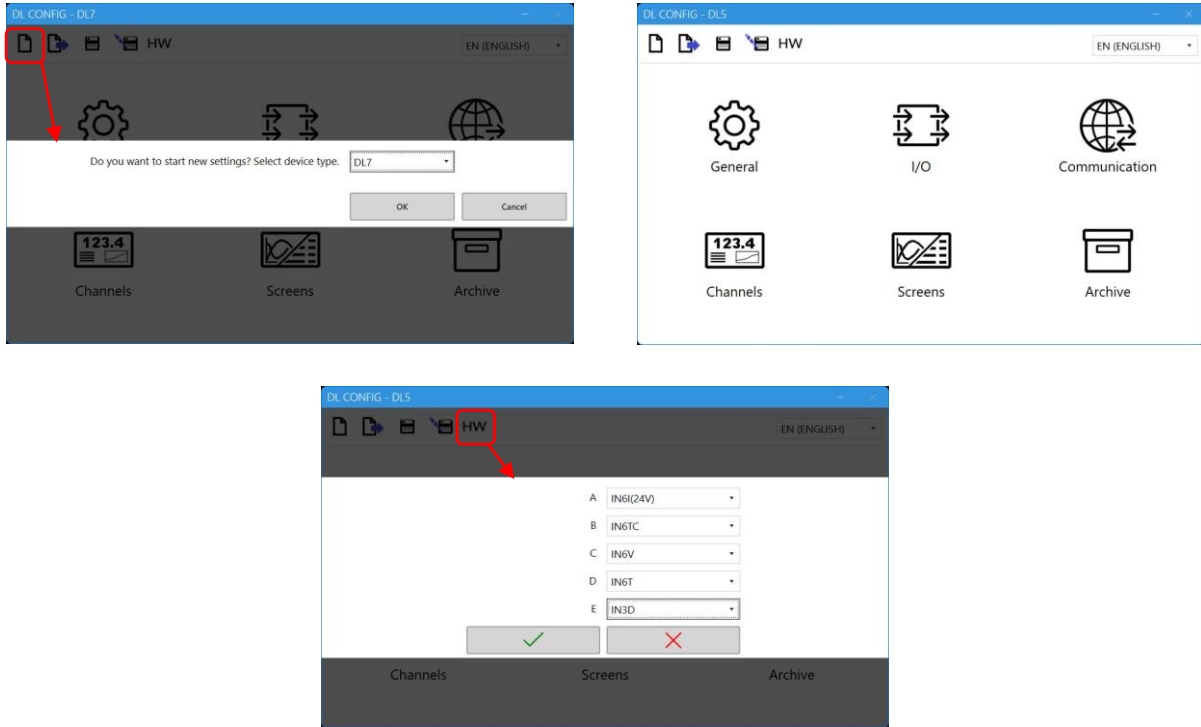 DL CONFIG - DL7
HW
EN (ENGLISH)
Do you want to start new settings? Select device type.
DL7
OK
Cancel
123.4
Channels
Screens
Archive
DL CONFIG - DL5
HW
EN (ENGLISH)
General
I/O
Communication
123.4
Channels
Screens
Archive
DL CONFIG - DL5
HW
EN (ENGLISH)
A IN6I(24V)
B IN6TC
C IN6V
D IN6T
E IN3D
Channels
Screens
Archive